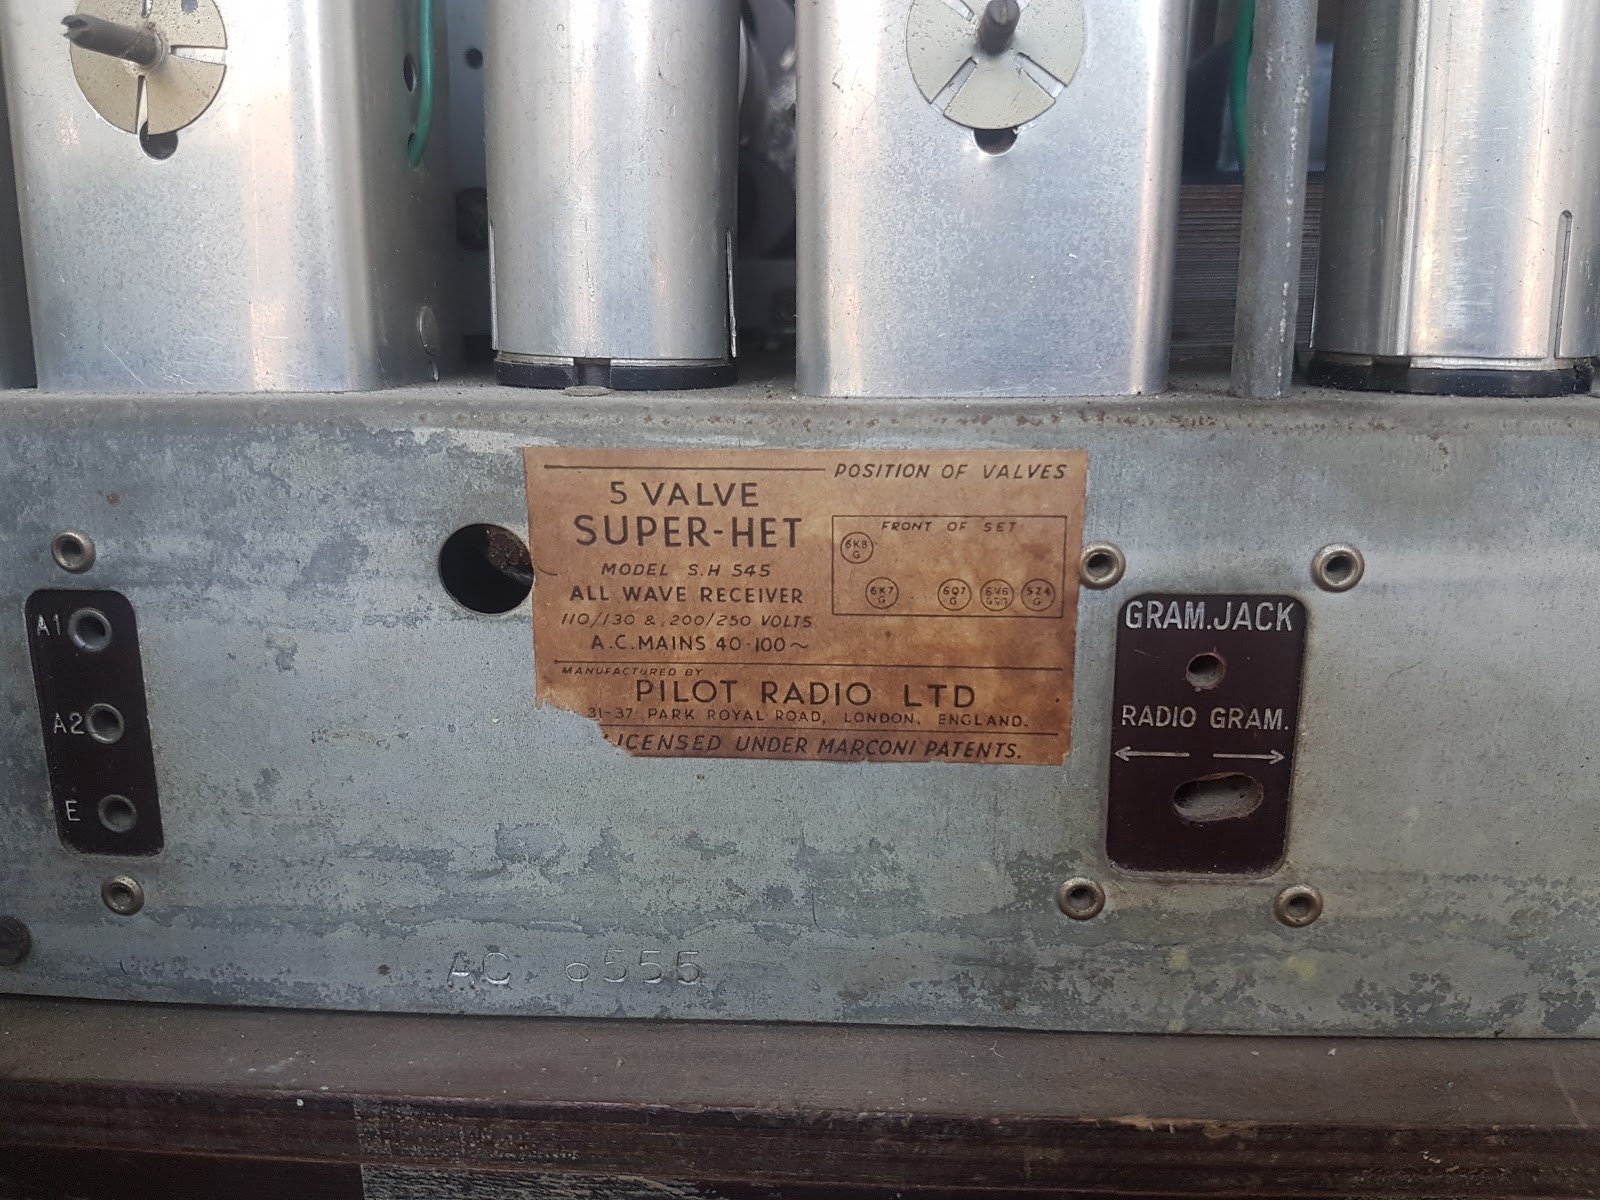 POSITION OF VALVES
5 VALVE
SUPER-HET
MODEL S.H 545
ALL WAVE RECEIVER
110/130 & 200/250 VOLTS
A.C. MAINS 40-100~
FRONT OF SET
6K8
G
6K7
G
6Q7
G
6V6
5Z4
G
MANUFACTURED BY
PILOT RADIO LTD
31-37 PARK ROYAL ROAD, LONDON, ENGLAND.
LICENSED UNDER MARCONI PATENTS.
A1
A2
E
GRAM.JACK
RADIO GRAM.
AC 6555